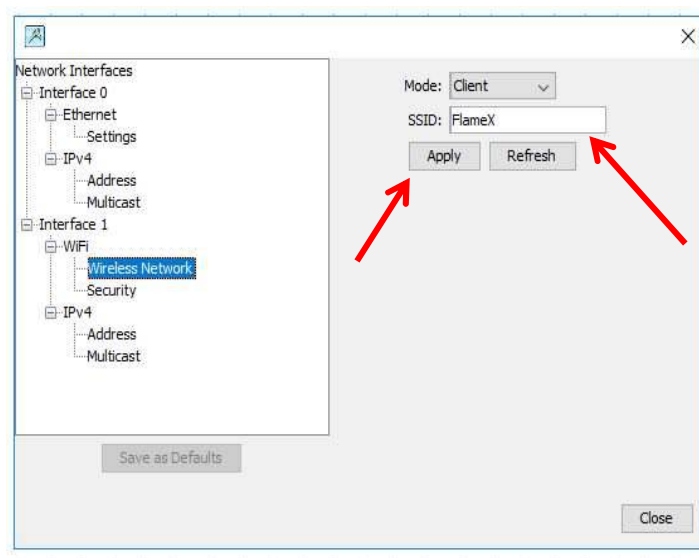 Network Interfaces
Interface 0
Ethernet
Settings
IPv4
Address
Multicast
Interface 1
WiFi
Wireless Network
Security
IPv4
Address
Multicast
Save as Defaults
Mode: Client
SSID: FlameX
Apply Refresh
Close